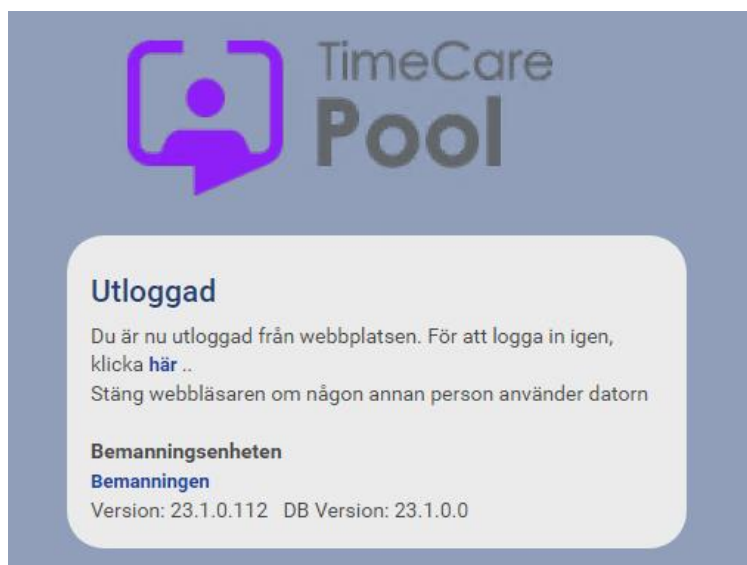 TimeCare
Pool
Utloggad
Du är nu utloggad från webbplatsen. För att logga in igen,
klicka här ..
Stäng webbläsaren om någon annan person använder datorn
Bemanningsenheten
Bemanningen
Version: 23.1.0.112 DB Version: 23.1.0.0